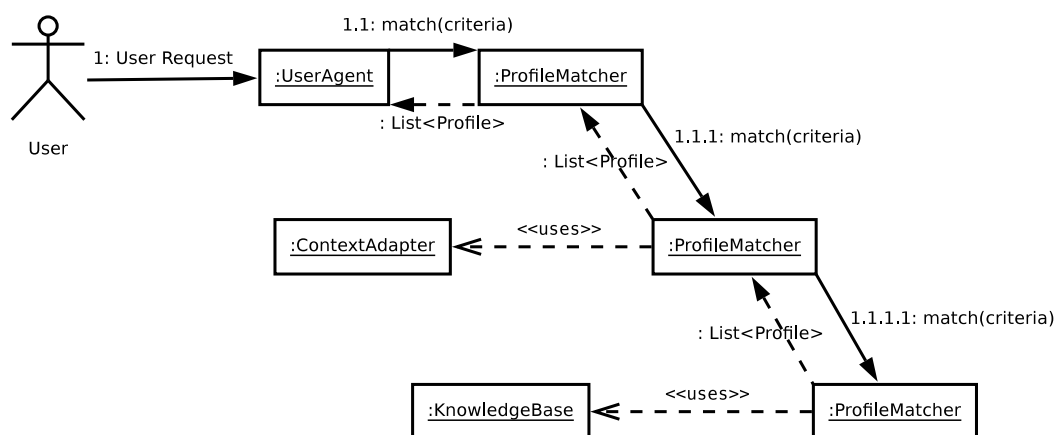 1.1: match(criteria)
1: User Request
:UserAgent
:ProfileMatcher
: List<Profile>
User
1.1.1: match(criteria)
: List<Profile>
<<uses>>
:ContextAdapter
:ProfileMatcher
1.1.1.1: match(criteria)
: List<Profile>
<<uses>>
:KnowledgeBase
:ProfileMatcher